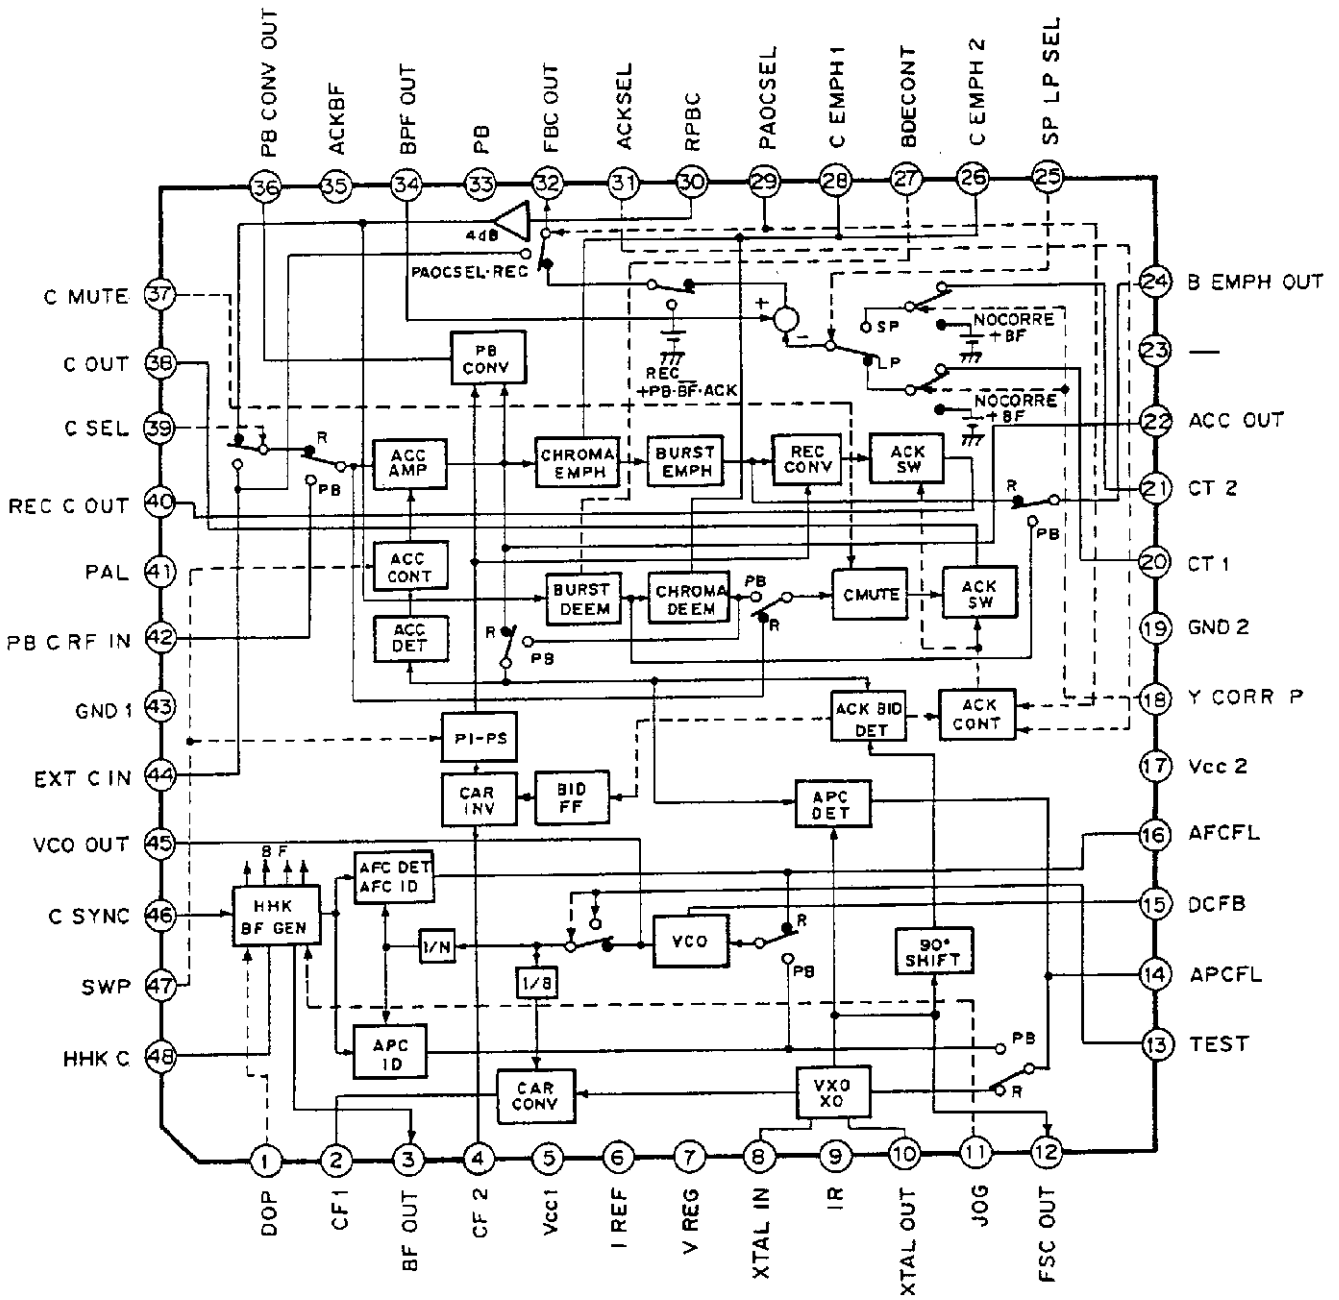 PB CONV OUT
ACKBF
BPF OUT
PB
FBC OUT
ACKSEL
RPBC
PAOCSEL
C EMPH 1
BDECONT
C EMPH 2
SP LP SEL
36
35
34
33
32
31
30
29
28
27
26
25
4dB
PAOCSEL·REC
C MUTE
37
C OUT
38
C SEL
39
REC C OUT
40
PAL
41
PB C RF IN
42
GND 1
43
EXT C IN
44
VCO OUT
45
C SYNC
46
SWP
47
HHK C
48
24
B EMPH OUT
23
—
22
ACC OUT
21
CT 2
20
CT 1
19
GND 2
18
Y CORR P
17
Vcc 2
16
AFCFL
15
DCFB
14
APCFL
13
TEST
+
−
SP
LP
NOCORRE
+BF
NOCORRE
+BF
REC
+PB·BF·ACK
PB
CONV
R
PB
ACC
AMP
CHROMA
EMPH
BURST
EMPH
REC
CONV
ACK
SW
R
PB
ACC
CONT
BURST
DEEM
CHROMA
DEEM
PB
R
CMUTE
ACK
SW
ACC
DET
R
PB
ACK BID
DET
ACK
CONT
PI-PS
CAR
INV
BID
FF
APC
DET
BF
HHK
BF GEN
AFC DET
AFC ID
1/N
1/8
VCO
R
PB
90°
SHIFT
APC
ID
CAR
CONV
VXO
XO
PB
R
1
2
3
4
5
6
7
8
9
10
11
12
DOP
CF1
BF OUT
CF 2
Vcc1
I REF
V REG
XTAL IN
IR
XTAL OUT
JOG
FSC OUT